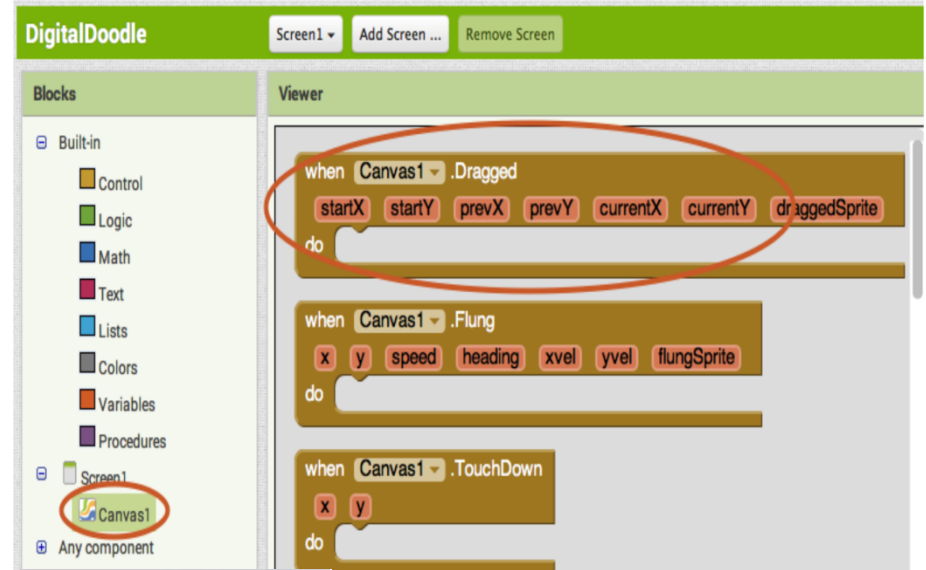 DigitalDoodle Screen1 Add Screen ... Remove Screen
Blocks
Built-in
Control
Logic
Math
Text
Lists
Colors
Variables
Procedures
Screen1
Canvas1
Any component
Viewer
when Canvas1 .Dragged
startX startY prevX prevY currentX currentY draggedSprite
do
when Canvas1 .Flung
x y speed heading xvel yvel flungSprite
do
when Canvas1 .TouchDown
x y
do